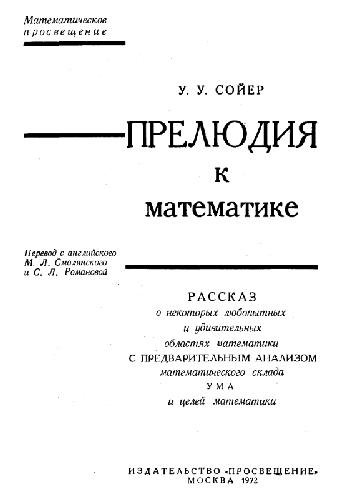 Математическое
просвещение
У. У. СОЙЕР
ПРЕЛЮДИЯ
К
математике
Перевод с английского
М. Л. Смолянского
и С. Л. Романовой
РАССКАЗ
о некоторых любопытных
и удивительных
областях математики
С ПРЕДВАРИТЕЛЬНЫМ АНАЛИЗОМ
математического склада
УМА
и целей математики
ИЗДАТЕЛЬСТВО «ПРОСВЕЩЕНИЕ»
МОСКВА 1972